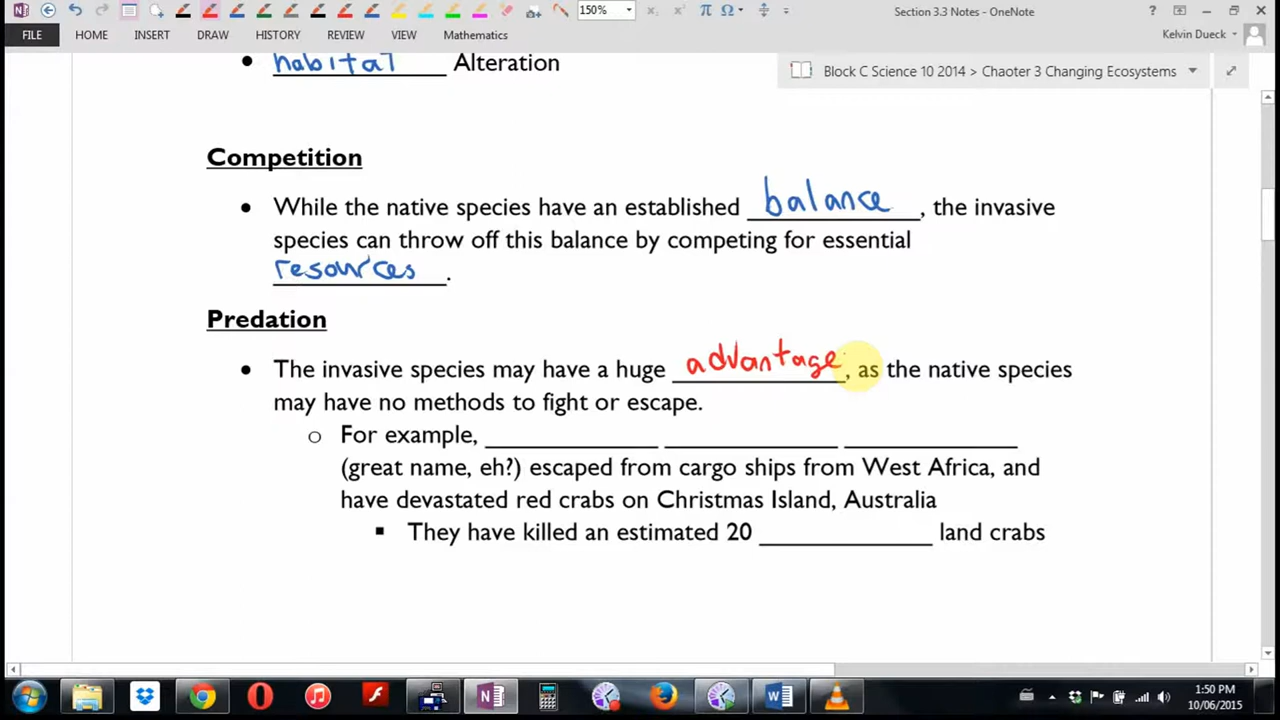 150%
Section 3.3 Notes - OneNote
FILE HOME INSERT DRAW HISTORY REVIEW VIEW Mathematics
Kelvin Dueck
habital Alteration
Block C Science 10 2014 > Chaoter 3 Changing Ecosystems
Competition
While the native species have an established balance, the invasive
species can throw off this balance by competing for essential
resources.
Predation
The invasive species may have a huge advantage, as the native species
may have no methods to fight or escape.
For example, ___ ___ ___
(great name, eh?) escaped from cargo ships from West Africa, and
have devastated red crabs on Christmas Island, Australia
They have killed an estimated 20 ___ land crabs
1:50 PM
10/06/2015